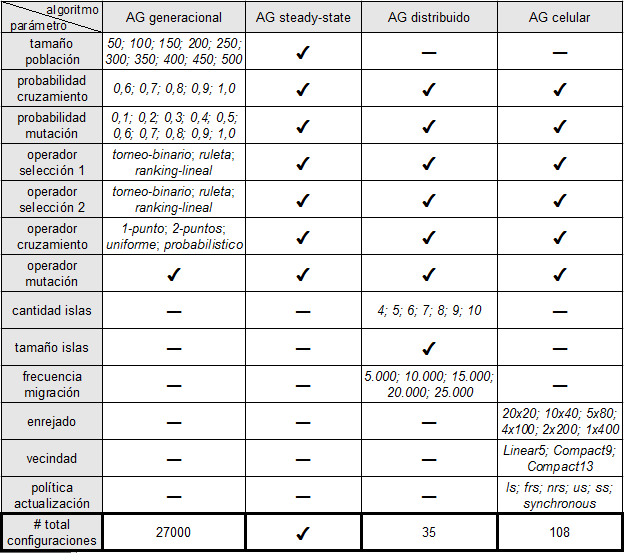 algoritmo
parámetro
AG generacional
AG steady-state
AG distribuido
AG celular
tamaño
población
50; 100; 150; 200; 250;
300; 350; 400; 450; 500
✔
—
—
probabilidad
cruzamiento
0,6; 0,7; 0,8; 0,9; 1,0
✔
✔
✔
probabilidad
mutación
0,1; 0,2; 0,3; 0,4; 0,5;
0,6; 0,7; 0,8; 0,9; 1,0
✔
✔
✔
operador
selección 1
torneo-binario; ruleta;
ranking-lineal
✔
✔
✔
operador
selección 2
torneo-binario; ruleta;
ranking-lineal
✔
✔
✔
operador
cruzamiento
1-punto; 2-puntos;
uniforme; probabilistico
✔
✔
✔
operador
mutación
✔
✔
✔
✔
cantidad islas
—
—
4; 5; 6; 7; 8; 9; 10
—
tamaño islas
—
—
✔
—
frecuencia
migración
—
—
5.000; 10.000; 15.000;
20.000; 25.000
—
enrejado
—
—
—
20x20; 10x40; 5x80;
4x100; 2x200; 1x400
vecindad
—
—
—
Linear5; Compact9;
Compact13
política
actualización
—
—
—
ls; frs; nrs; us; ss;
synchronous
# total
configuraciones
27000
✔
35
108